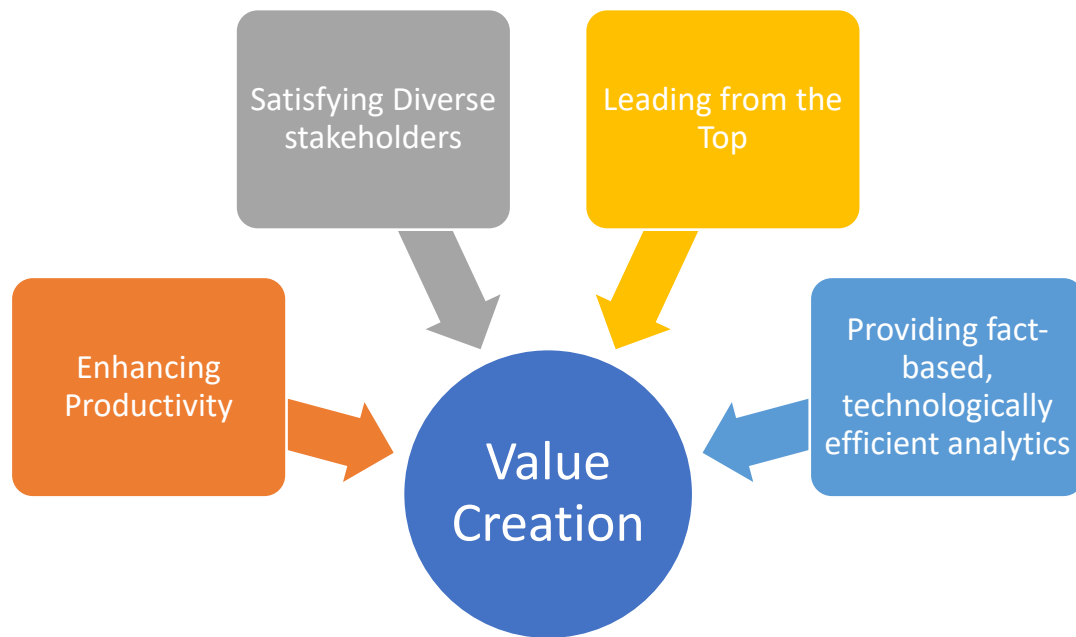 Satisfying Diverse
stakeholders
Leading from the
Top
Enhancing
Productivity
Providing fact-
based,
technologically
efficient analytics
Value
Creation